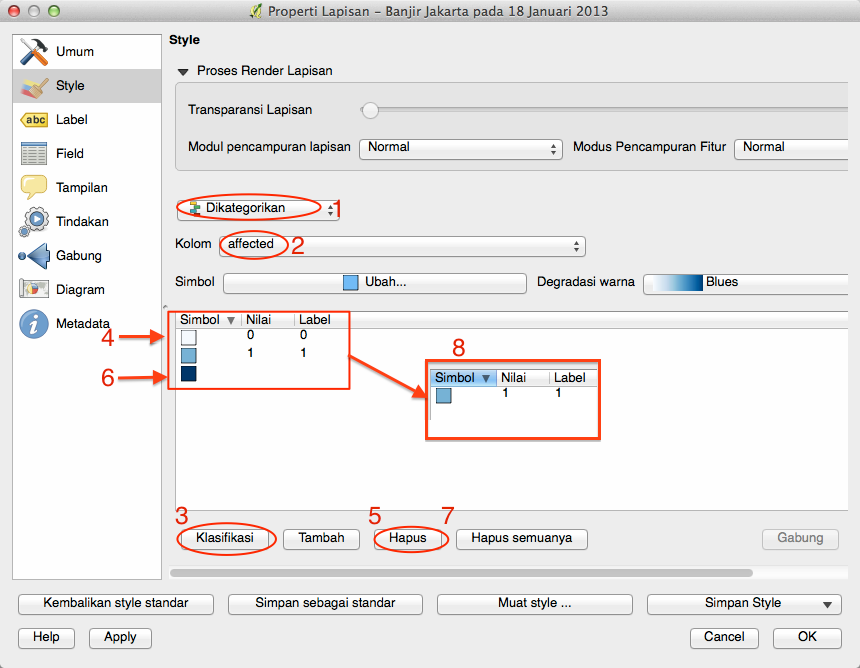 Properti Lapisan – Banjir Jakarta pada 18 Januari 2013
Umum
Style
abc Label
Field
Tampilan
Tindakan
Gabung
Diagram
Metadata
Style
Proses Render Lapisan
Transparansi Lapisan
Modul pencampuran lapisan Normal Modus Pencampuran Fitur Normal
Dikategorikan 1
Kolom affected 2
Simbol Ubah... Degradasi warna Blues
Simbol Nilai Label
4 0 0
1 1
6
8
Simbol Nilai Label
1 1
3 5 7
Klasifikasi Tambah Hapus Hapus semuanya Gabung
Kembalikan style standar Simpan sebagai standar Muat style ... Simpan Style
Help Apply Cancel OK